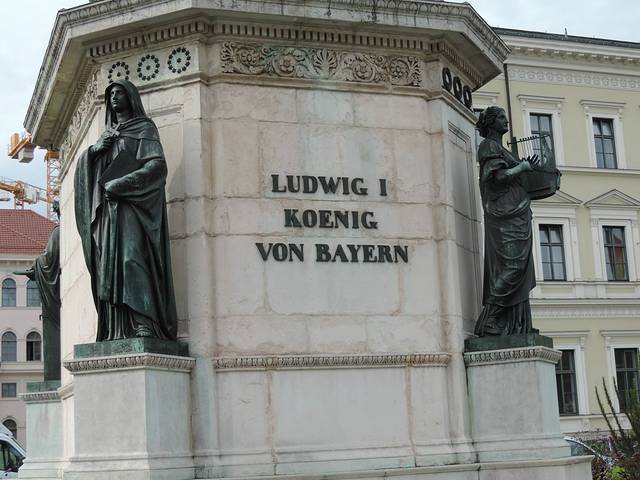 LUDWIG I
KOENIG
VON BAYERN